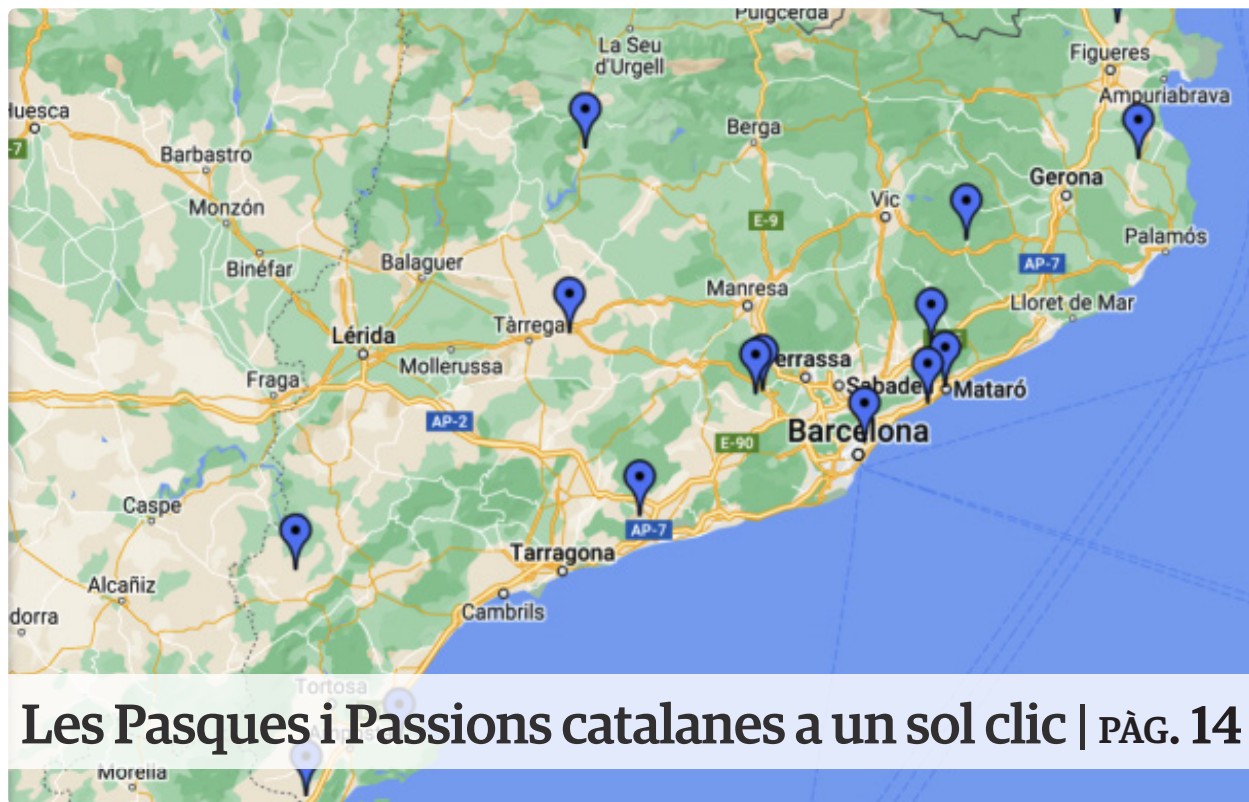 Puigcerdà
La Seu
d'Urgell
Figueres
Ampuriabrava
Huesca
Berga
-7
Barbastro
Gerona
Vic
Monzón
E-9
Palamós
Binéfar
Balaguer
AP-7
Manresa
Lloret de Mar
Tàrrega
Lérida
Mollerussa
Terrassa
Fraga
Sabadell
Mataró
AP-2
Barcelona
E-90
Caspe
AP-7
Tarragona
Alcañiz
Cambrils
dorra
Tortosa
Les Pasques i Passions catalanes a un sol clic | PÀG. 14
Morella